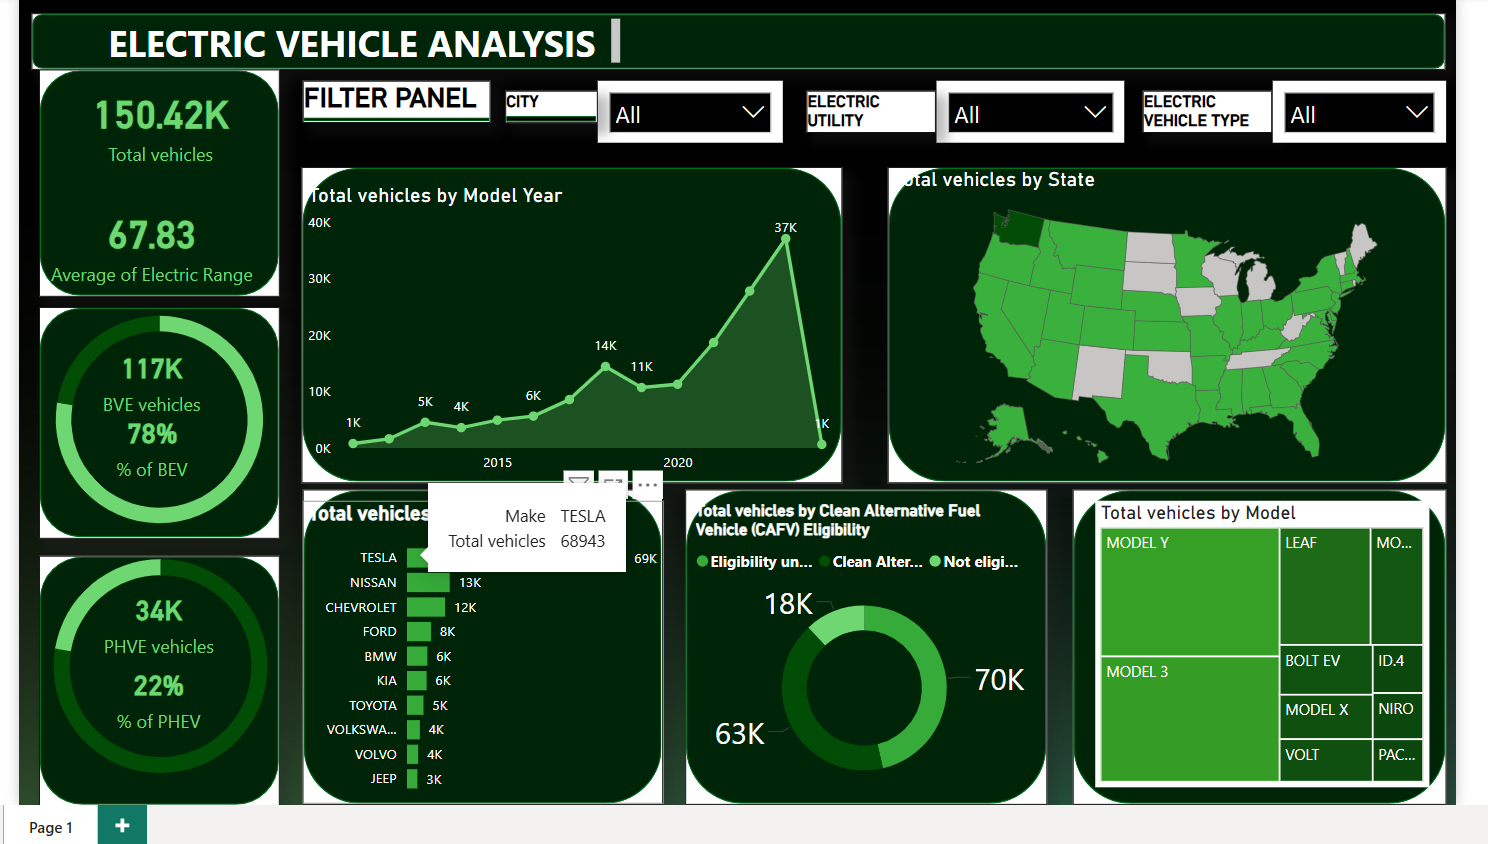 ELECTRIC VEHICLE ANALYSIS
150.42K
Total vehicles
67.83
Average of Electric Range
117K
BVE vehicles
78%
% of BEV
34K
PHVE vehicles
22%
% of PHEV
FILTER PANEL
CITY
All
ELECTRIC
UTILITY
All
ELECTRIC
VEHICLE TYPE
All
Total vehicles by Model Year
40K
30K
20K
10K
0K
1K
5K
4K
6K
14K
11K
37K
1K
2015
2020
Total vehicles by State
Total vehicles
Make TESLA
Total vehicles 68943
TESLA 69K
NISSAN 13K
CHEVROLET 12K
FORD 8K
BMW 6K
KIA 6K
TOYOTA 5K
VOLKSWA... 4K
VOLVO 4K
JEEP 3K
Total vehicles by Clean Alternative Fuel
Vehicle (CAFV) Eligibility
Eligibility un... Clean Alter... Not eligi...
18K
70K
63K
Total vehicles by Model
MODEL Y
MODEL 3
LEAF
MO...
BOLT EV
ID.4
MODEL X
NIRO
VOLT
PAC...
Page 1